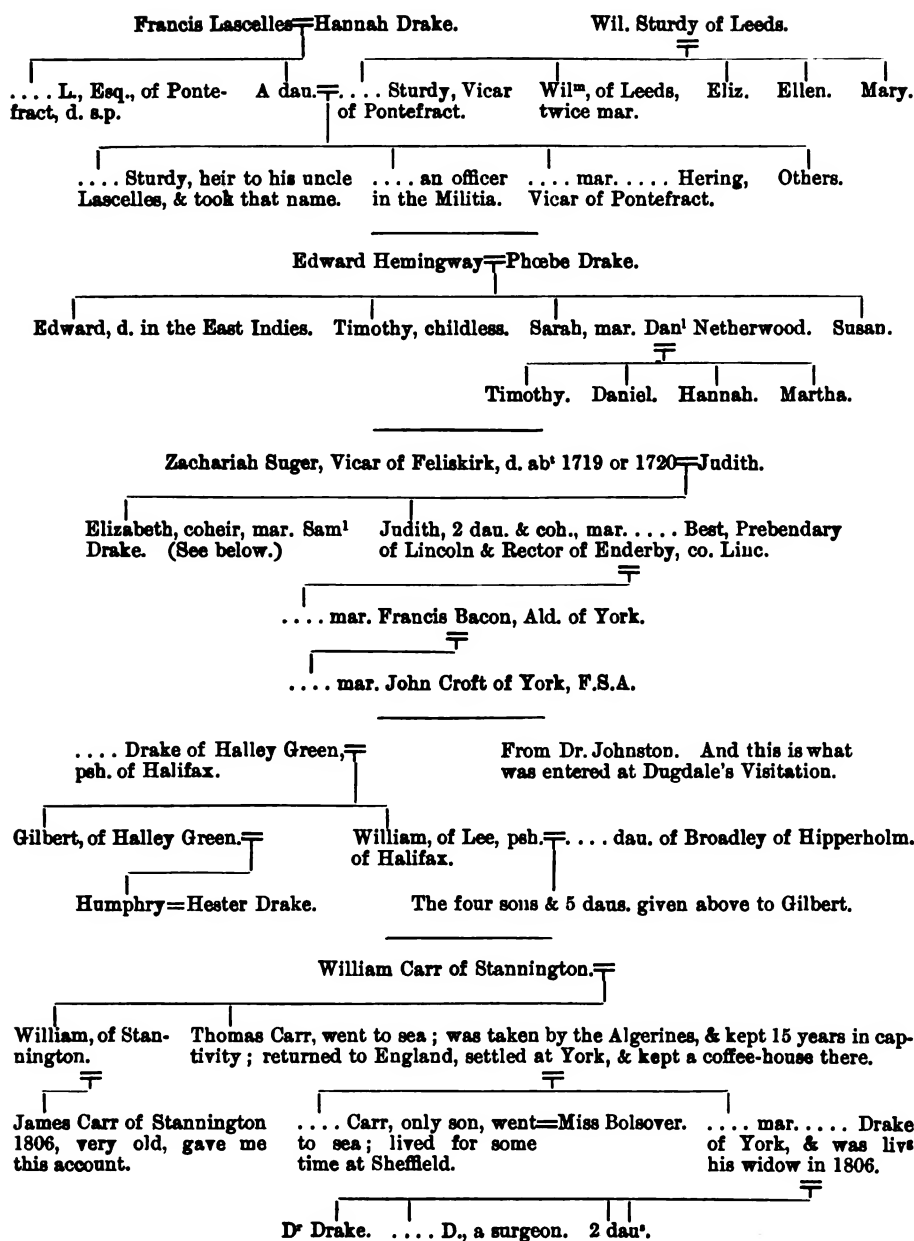 Francis Lascelles=Hannah Drake. Wil. Sturdy of Leeds.
.... L., Esq., of Ponte- A dau.=.... Sturdy, Vicar Wilᵐ, of Leeds, Eliz. Ellen. Mary.
fract, d. s.p. of Pontefract. twice mar.
.... Sturdy, heir to his uncle .... an officer .... mar. .... Hering, Others.
Lascelles, & took that name. in the Militia. Vicar of Pontefract.
Edward Hemingway=Phœbe Drake.
Edward, d. in the East Indies. Timothy, childless. Sarah, mar. Danˡ Netherwood. Susan.
Timothy. Daniel. Hannah. Martha.
Zachariah Suger, Vicar of Feliskirk, d. abᵗ 1719 or 1720=Judith.
Elizabeth, coheir, mar. Samˡ Judith, 2 dau. & coh., mar. .... Best, Prebendary
Drake. (See below.) of Lincoln & Rector of Enderby, co. Linc.
.... mar. Francis Bacon, Ald. of York.
.... mar. John Croft of York, F.S.A.
.... Drake of Halley Green,= From Dr. Johnston. And this is what
psh. of Halifax. was entered at Dugdale's Visitation.
Gilbert, of Halley Green.= William, of Lee, psh.=.... dau. of Broadley of Hipperholm.
of Halifax.
Humphry=Hester Drake. The four sons & 5 daus. given above to Gilbert.
William Carr of Stannington.=
William, of Stan- Thomas Carr, went to sea; was taken by the Algerines, & kept 15 years in cap-
nington. tivity; returned to England, settled at York, & kept a coffee-house there.
James Carr of Stannington .... Carr, only son, went=Miss Bolsover. .... mar. .... Drake
1806, very old, gave me to sea; lived for some of York, & was livᵍ
this account. time at Sheffield. his widow in 1806.
Dʳ Drake. .... D., a surgeon. 2 dauˢ.